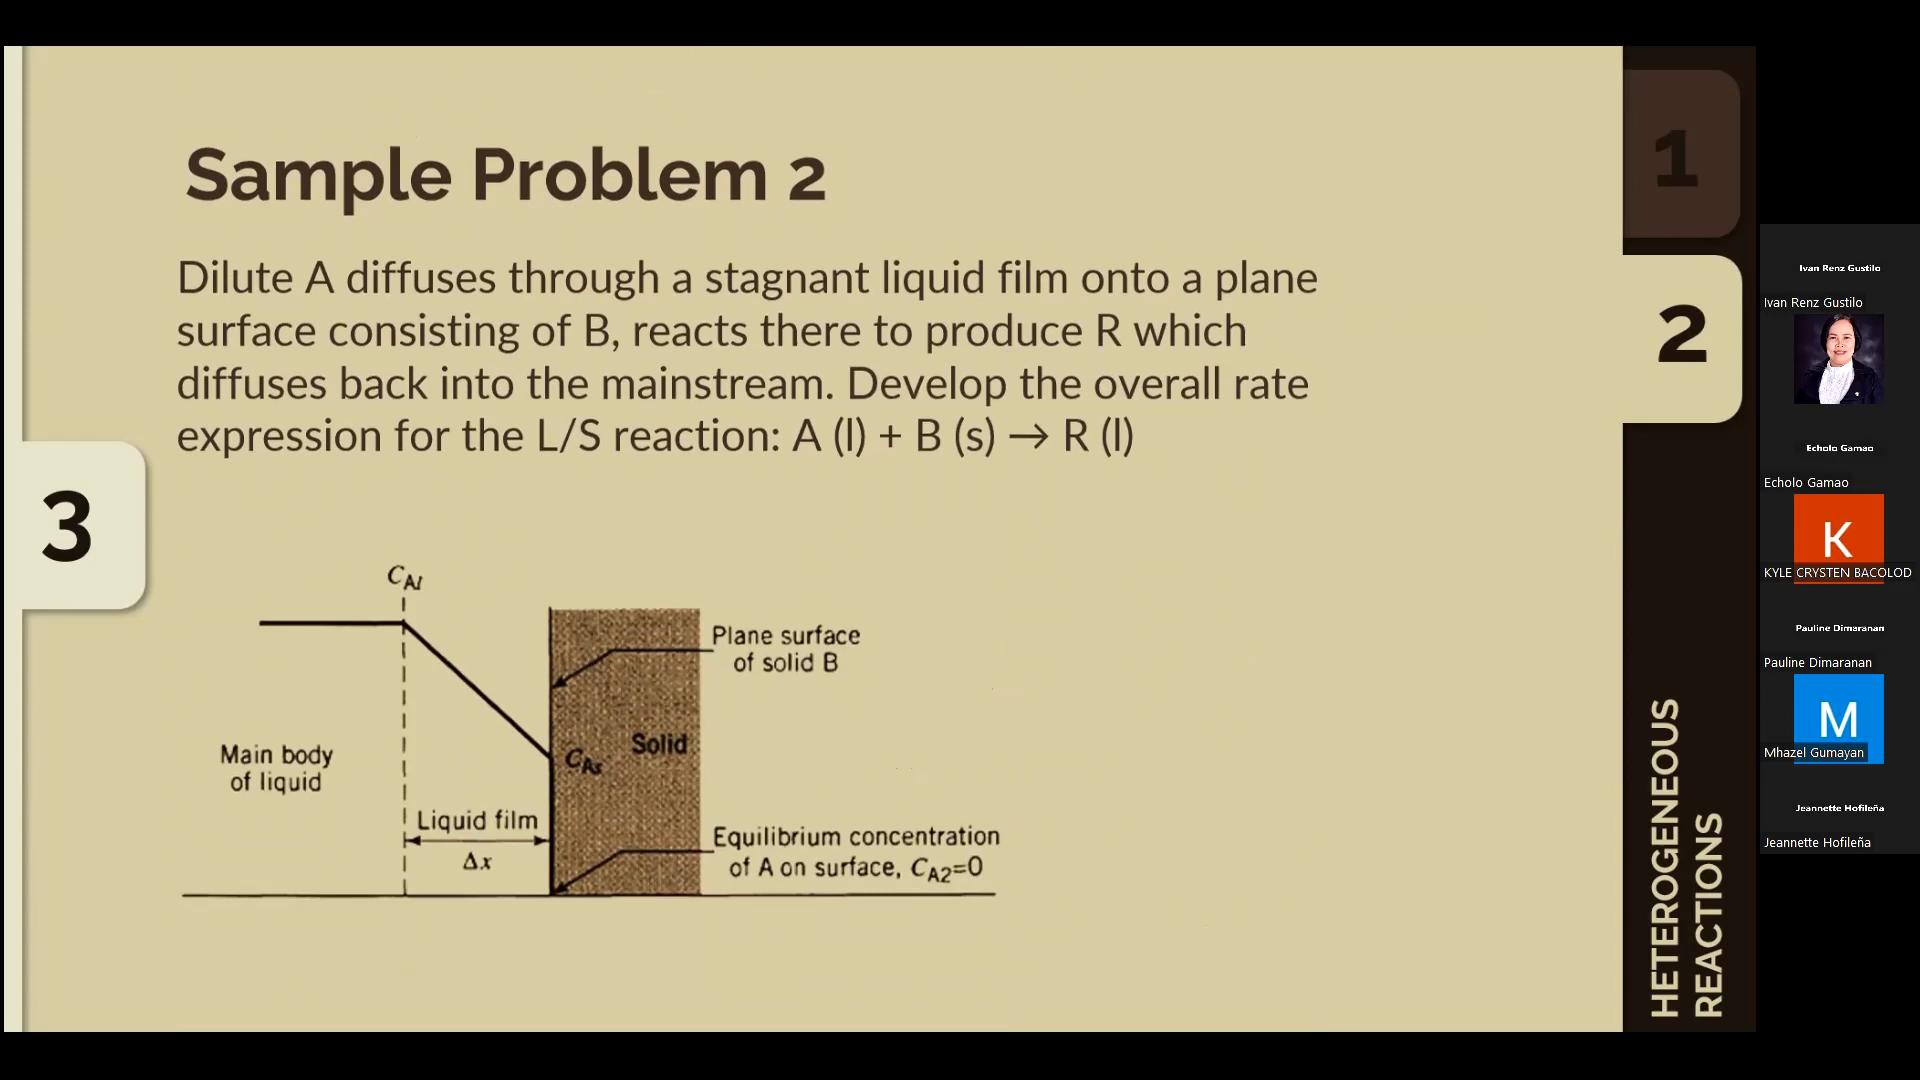 Sample Problem 2
Dilute A diffuses through a stagnant liquid film onto a plane
surface consisting of B, reacts there to produce R which
diffuses back into the mainstream. Develop the overall rate
expression for the L/S reaction: A (l) + B (s) → R (l)
3
C_Al
Plane surface
of solid B
Solid
C_As
Main body
of liquid
Liquid film
Δx
Equilibrium concentration
of A on surface, C_A2=0
1
2
HETEROGENEOUS
REACTIONS
Ivan Renz Gustilo
Ivan Renz Gustilo
Echolo Gamao
Echolo Gamao
K
KYLE CRYSTEN BACOLOD
Pauline Dimaranan
Pauline Dimaranan
M
Mhazel Gumayan
Jeannette Hofileña
Jeannette Hofileña